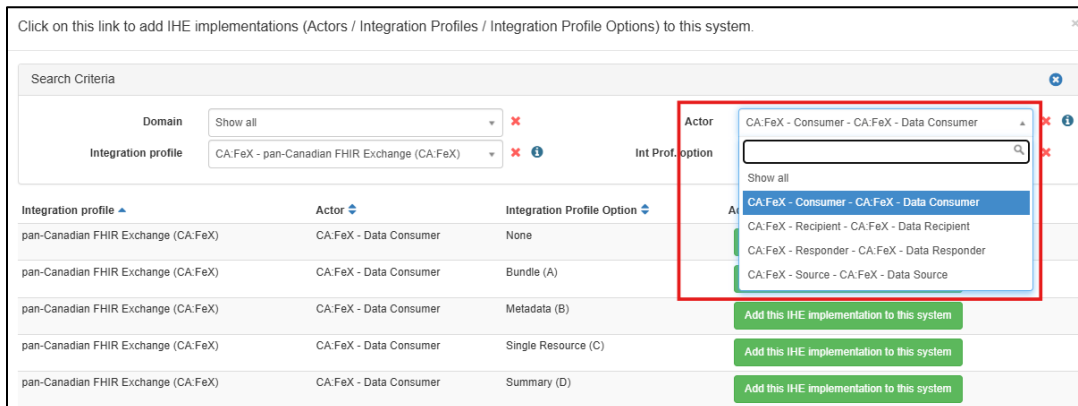 Click on this link to add IHE implementations (Actors / Integration Profiles / Integration Profile Options) to this system.
Search Criteria
Domain Show all Actor CA:FeX - Consumer - CA:FeX - Data Consumer
Integration profile CA:FeX - pan-Canadian FHIR Exchange (CA:FeX) Int Prof. option
Show all
CA:FeX - Consumer - CA:FeX - Data Consumer
CA:FeX - Recipient - CA:FeX - Data Recipient
CA:FeX - Responder - CA:FeX - Data Responder
CA:FeX - Source - CA:FeX - Data Source
Integration profile Actor Integration Profile Option
pan-Canadian FHIR Exchange (CA:FeX) CA:FeX - Data Consumer None
pan-Canadian FHIR Exchange (CA:FeX) CA:FeX - Data Consumer Bundle (A)
pan-Canadian FHIR Exchange (CA:FeX) CA:FeX - Data Consumer Metadata (B) Add this IHE implementation to this system
pan-Canadian FHIR Exchange (CA:FeX) CA:FeX - Data Consumer Single Resource (C) Add this IHE implementation to this system
pan-Canadian FHIR Exchange (CA:FeX) CA:FeX - Data Consumer Summary (D) Add this IHE implementation to this system